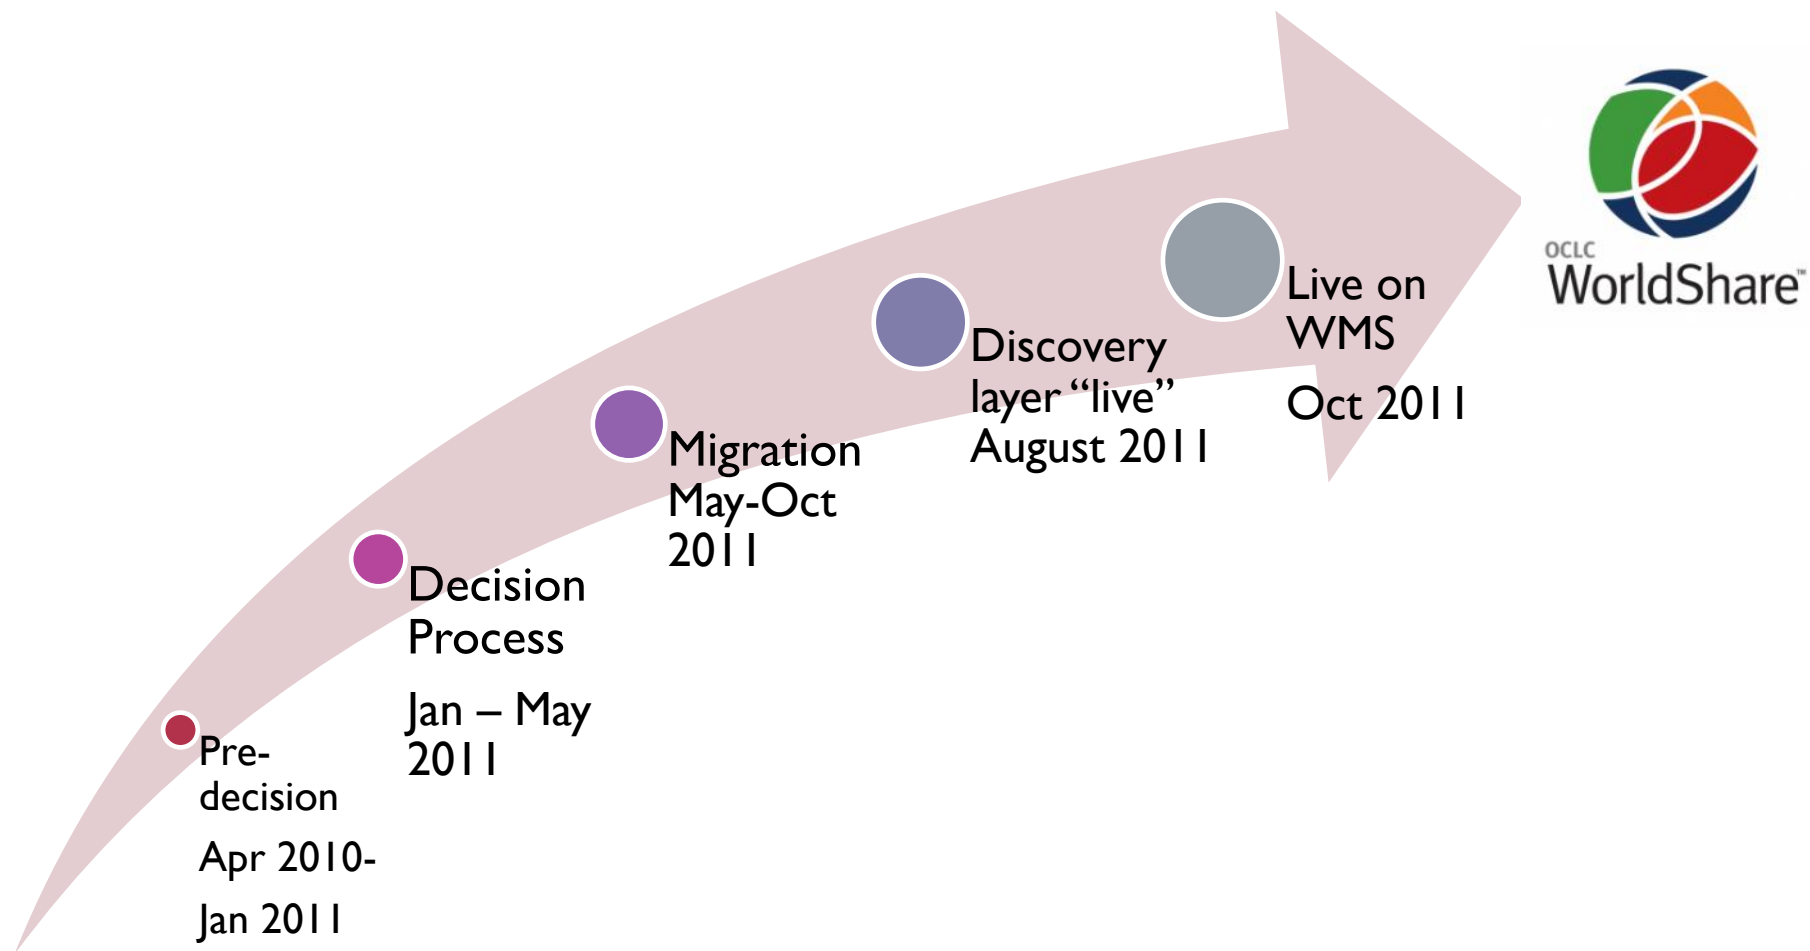 Pre-
decision
Apr 2010-
Jan 2011
Decision
Process
Jan – May
2011
Migration
May-Oct
2011
Discovery
layer “live”
August 2011
Live on
WMS
Oct 2011
OCLC
WorldShare™